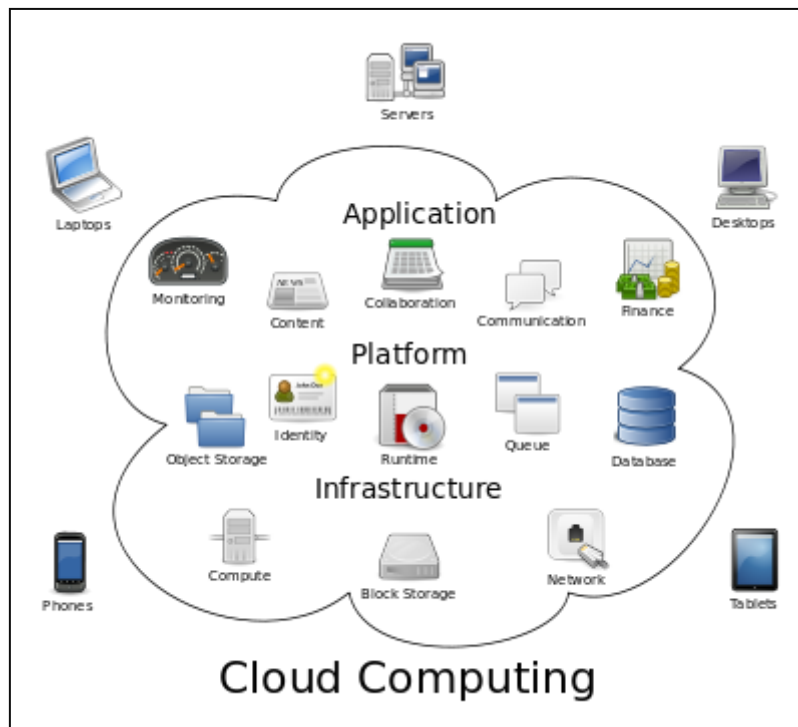 Servers
Laptops
Desktops
Application
Monitoring
Content
Collaboration
Communication
Finance
Platform
Object Storage
Identity
Runtime
Queue
Database
Infrastructure
Compute
Block Storage
Network
Phones
Tablets
Cloud Computing